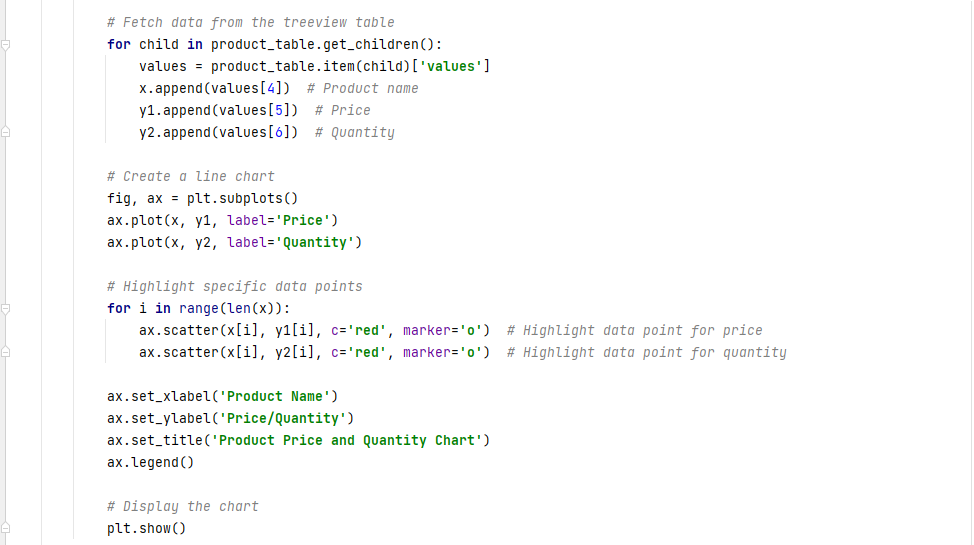 # Fetch data from the treeview table
for child in product_table.get_children():
    values = product_table.item(child)['values']
    x.append(values[4])  # Product name
    y1.append(values[5])  # Price
    y2.append(values[6])  # Quantity

# Create a line chart
fig, ax = plt.subplots()
ax.plot(x, y1, label='Price')
ax.plot(x, y2, label='Quantity')

# Highlight specific data points
for i in range(len(x)):
    ax.scatter(x[i], y1[i], c='red', marker='o')  # Highlight data point for price
    ax.scatter(x[i], y2[i], c='red', marker='o')  # Highlight data point for quantity

ax.set_xlabel('Product Name')
ax.set_ylabel('Price/Quantity')
ax.set_title('Product Price and Quantity Chart')
ax.legend()

# Display the chart
plt.show()